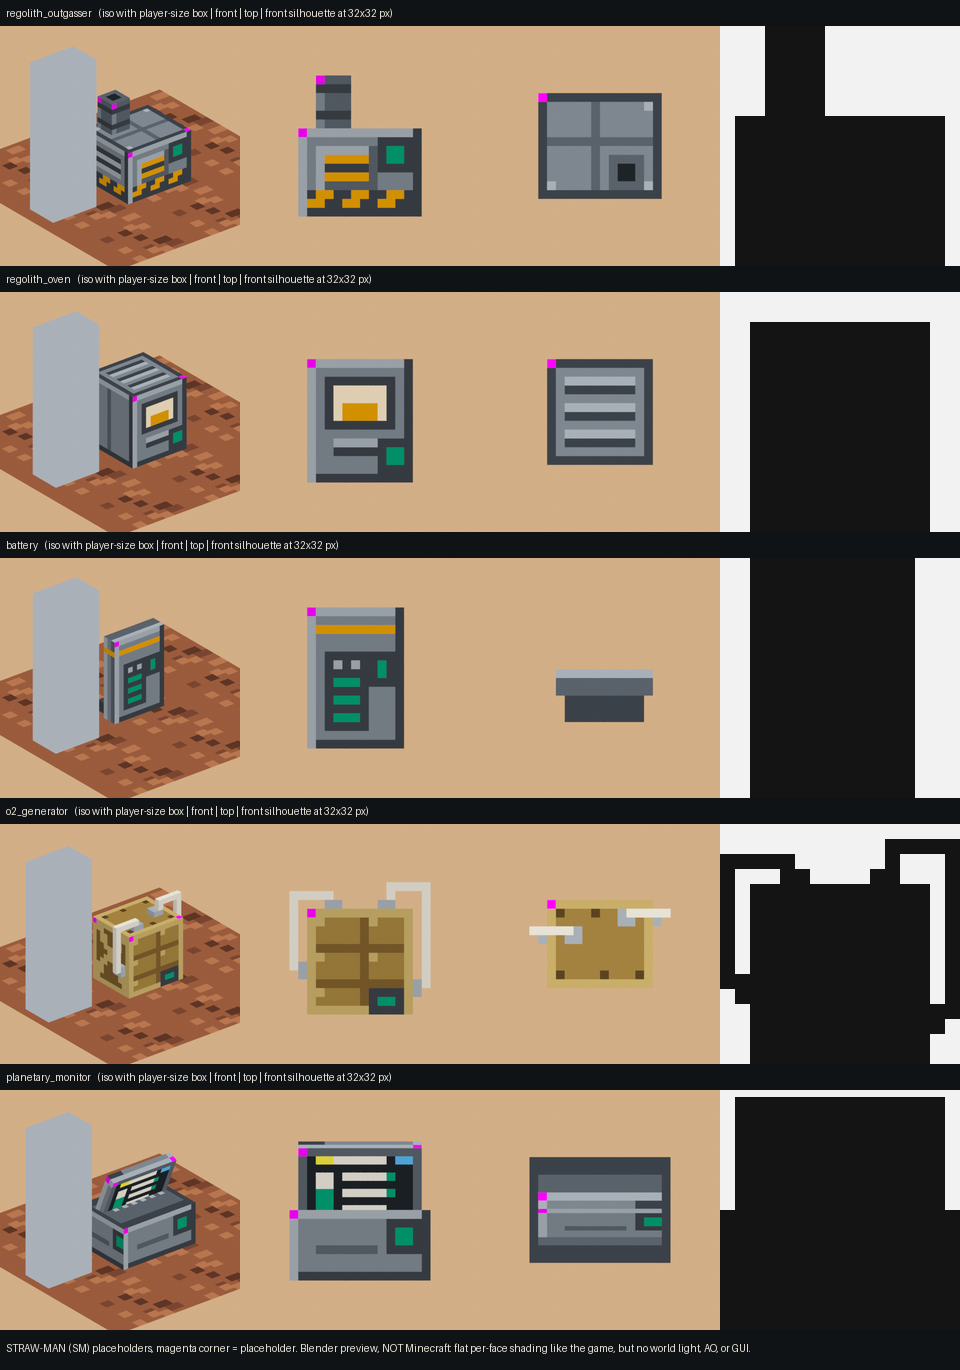 regolith_outgasser (iso with player-size box | front | top | front silhouette at 32x32 px)
regolith_oven (iso with player-size box | front | top | front silhouette at 32x32 px)
battery (iso with player-size box | front | top | front silhouette at 32x32 px)
o2_generator (iso with player-size box | front | top | front silhouette at 32x32 px)
planetary_monitor (iso with player-size box | front | top | front silhouette at 32x32 px)
STRAW-MAN (SM) placeholders, magenta corner = placeholder. Blender preview, NOT Minecraft: flat per-face shading like the game, but no world light, AO, or GUI.